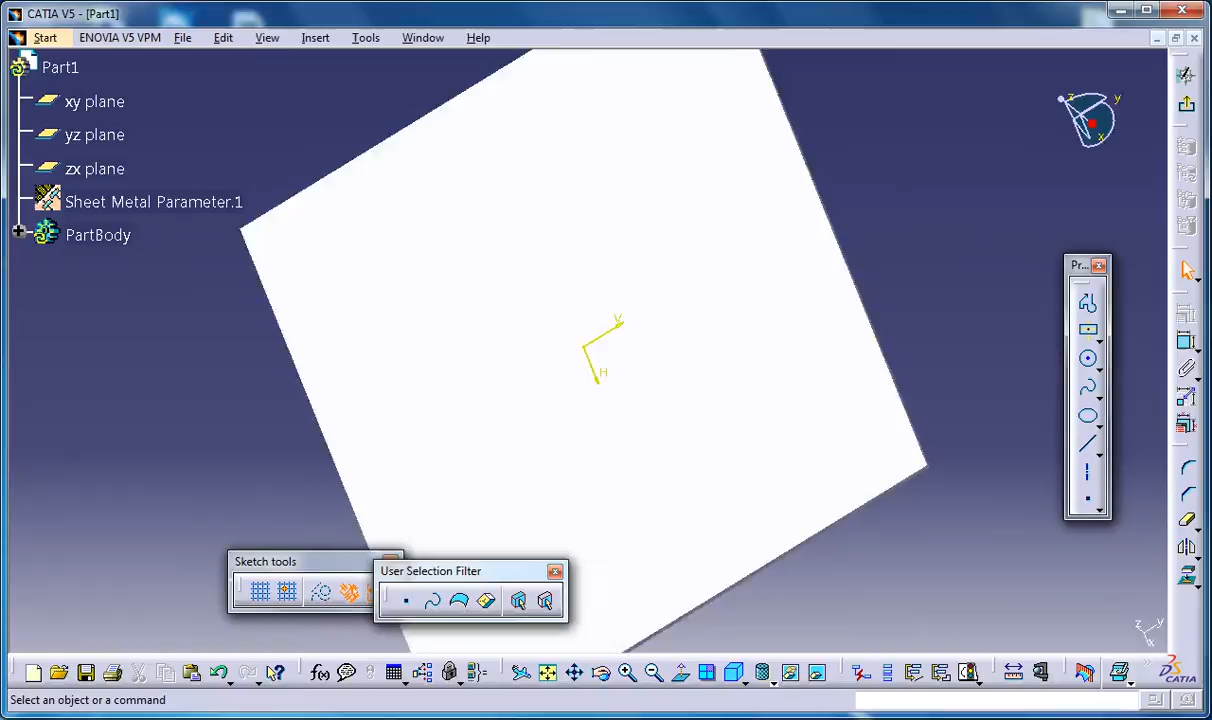 CATIA V5 - [Part1]
Start ENOVIA V5 VPM File Edit View Insert Tools Window Help
Part1
xy plane
yz plane
zx plane
Sheet Metal Parameter.1
PartBody
z y
x
Pr...
V
H
Sketch tools
User Selection Filter
z y
x
f(x)
CATIA
Select an object or a command